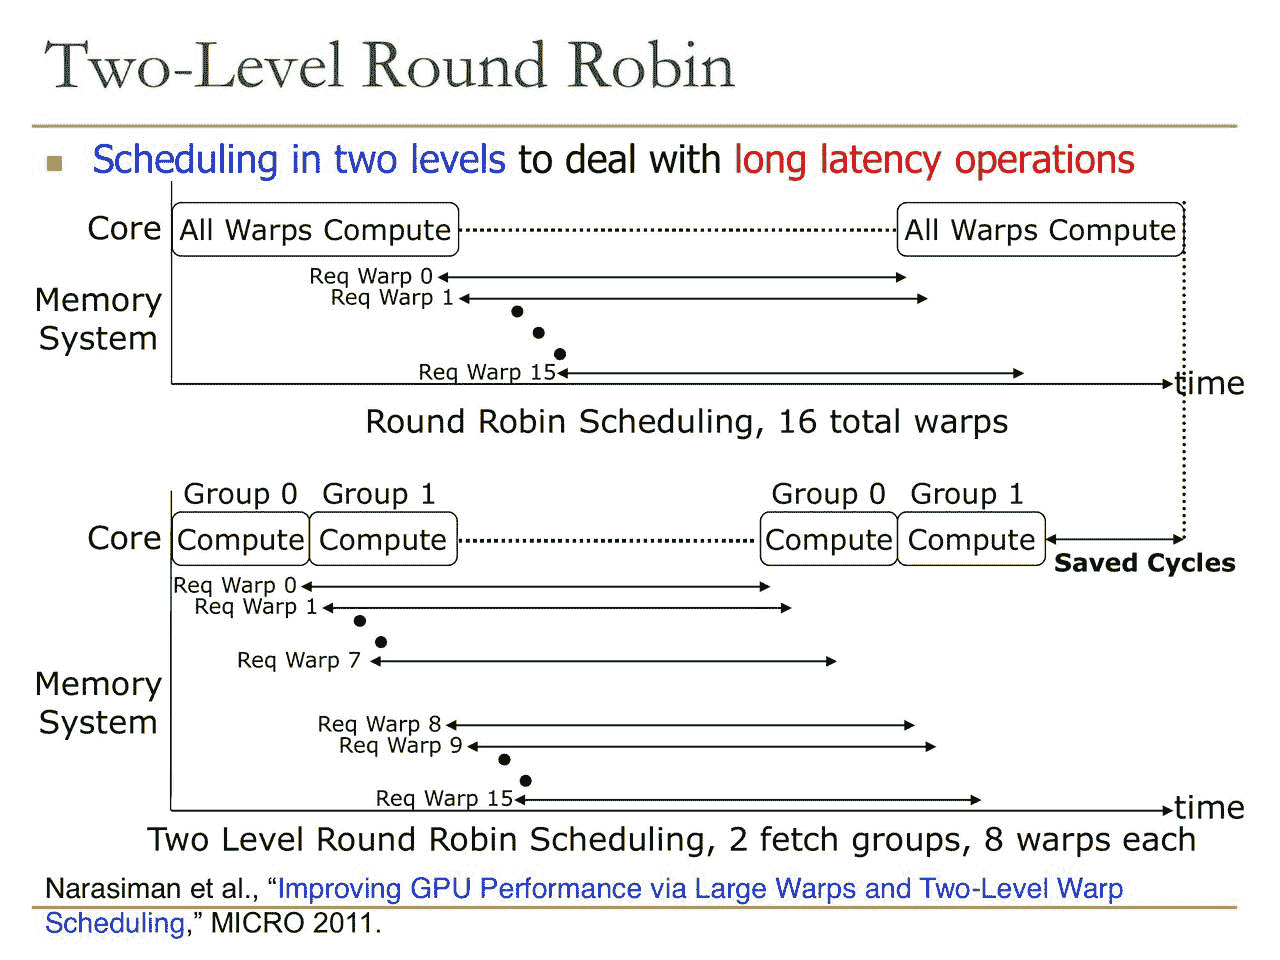 Two-Level Round Robin
Scheduling in two levels to deal with long latency operations
Core
All Warps Compute
All Warps Compute
Req Warp 0
Memory System
Req Warp 1
Req Warp 15
time
Round Robin Scheduling, 16 total warps
Group 0
Group 1
Group 0
Group 1
Core
Compute
Compute
Compute
Compute
Saved Cycles
Req Warp 0
Req Warp 1
Req Warp 7
Memory
System
Req Warp 8
Req Warp 9
Req Warp 15
time
Two Level Round Robin Scheduling, 2 fetch groups, 8 warps each
Narasiman et al., “Improving GPU Performance via Large Warps and Two-Level Warp
Scheduling,” MICRO 2011.